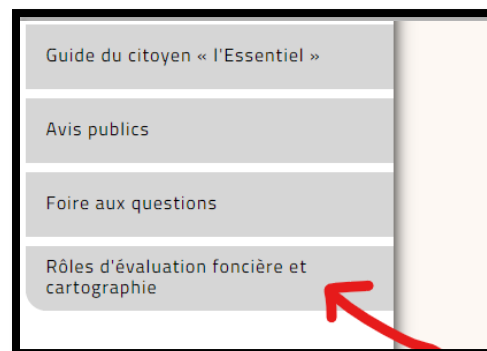 Guide du citoyen « l'Essentiel »
Avis publics
Foire aux questions
Rôles d'évaluation foncière et
cartographie